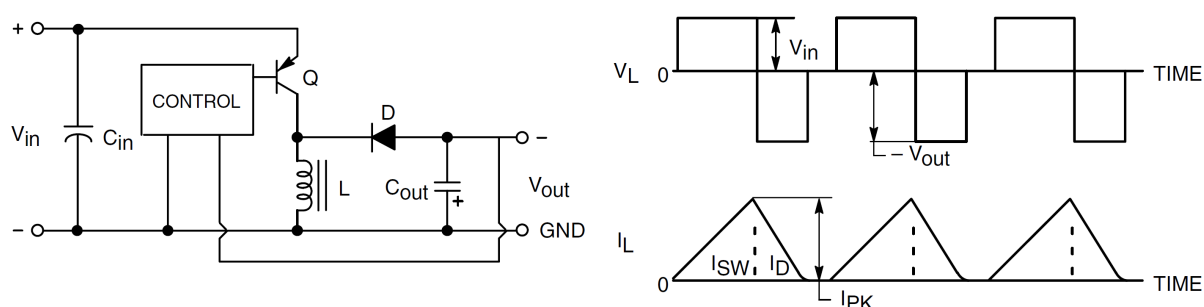 +
Q
CONTROL
D
−
Vin
Cin
L
Cout
+
Vout
−
GND
VL
0
Vin
TIME
− Vout
IL
0
ISW
ID
IPK
TIME